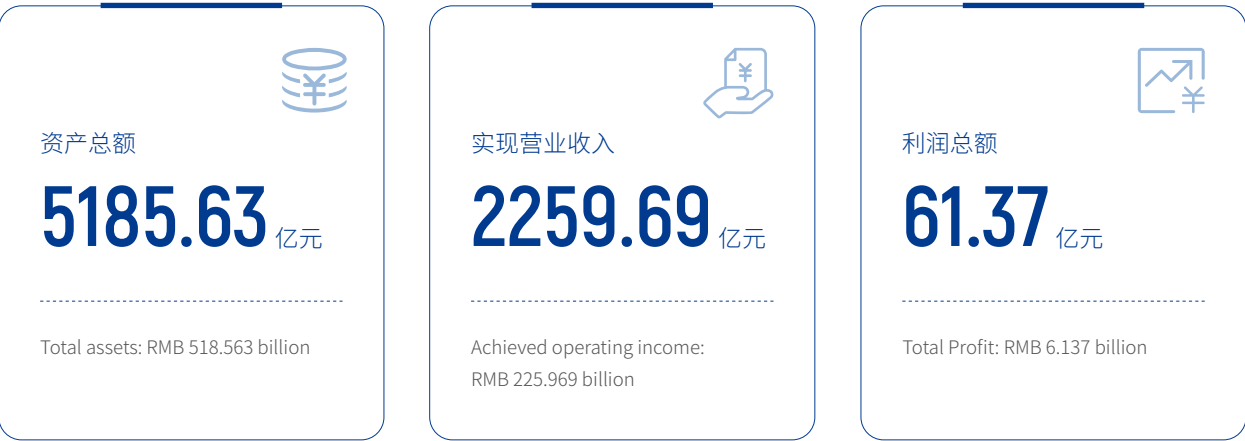 资产总额
5185.63 亿元
Total assets: RMB 518.563 billion
实现营业收入
2259.69 亿元
Achieved operating income:
RMB 225.969 billion
利润总额
61.37 亿元
Total Profit: RMB 6.137 billion